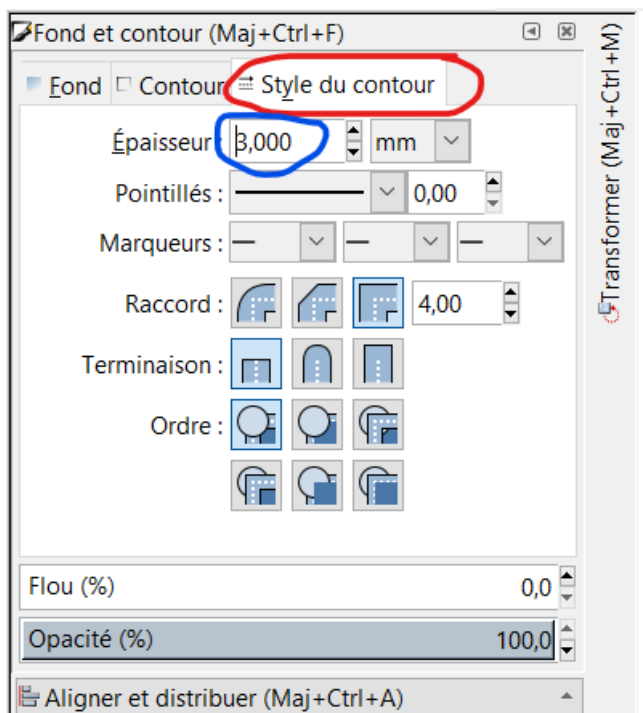 Fond et contour (Maj+Ctrl+F)
Fond Contour Style du contour
Épaisseur : 3,000 mm
Pointillés : 0,00
Marqueurs :
Raccord : 4,00
Terminaison :
Ordre :
Flou (%) 0,0
Opacité (%) 100,0
Aligner et distribuer (Maj+Ctrl+A)
Transformer (Maj+Ctrl+M)